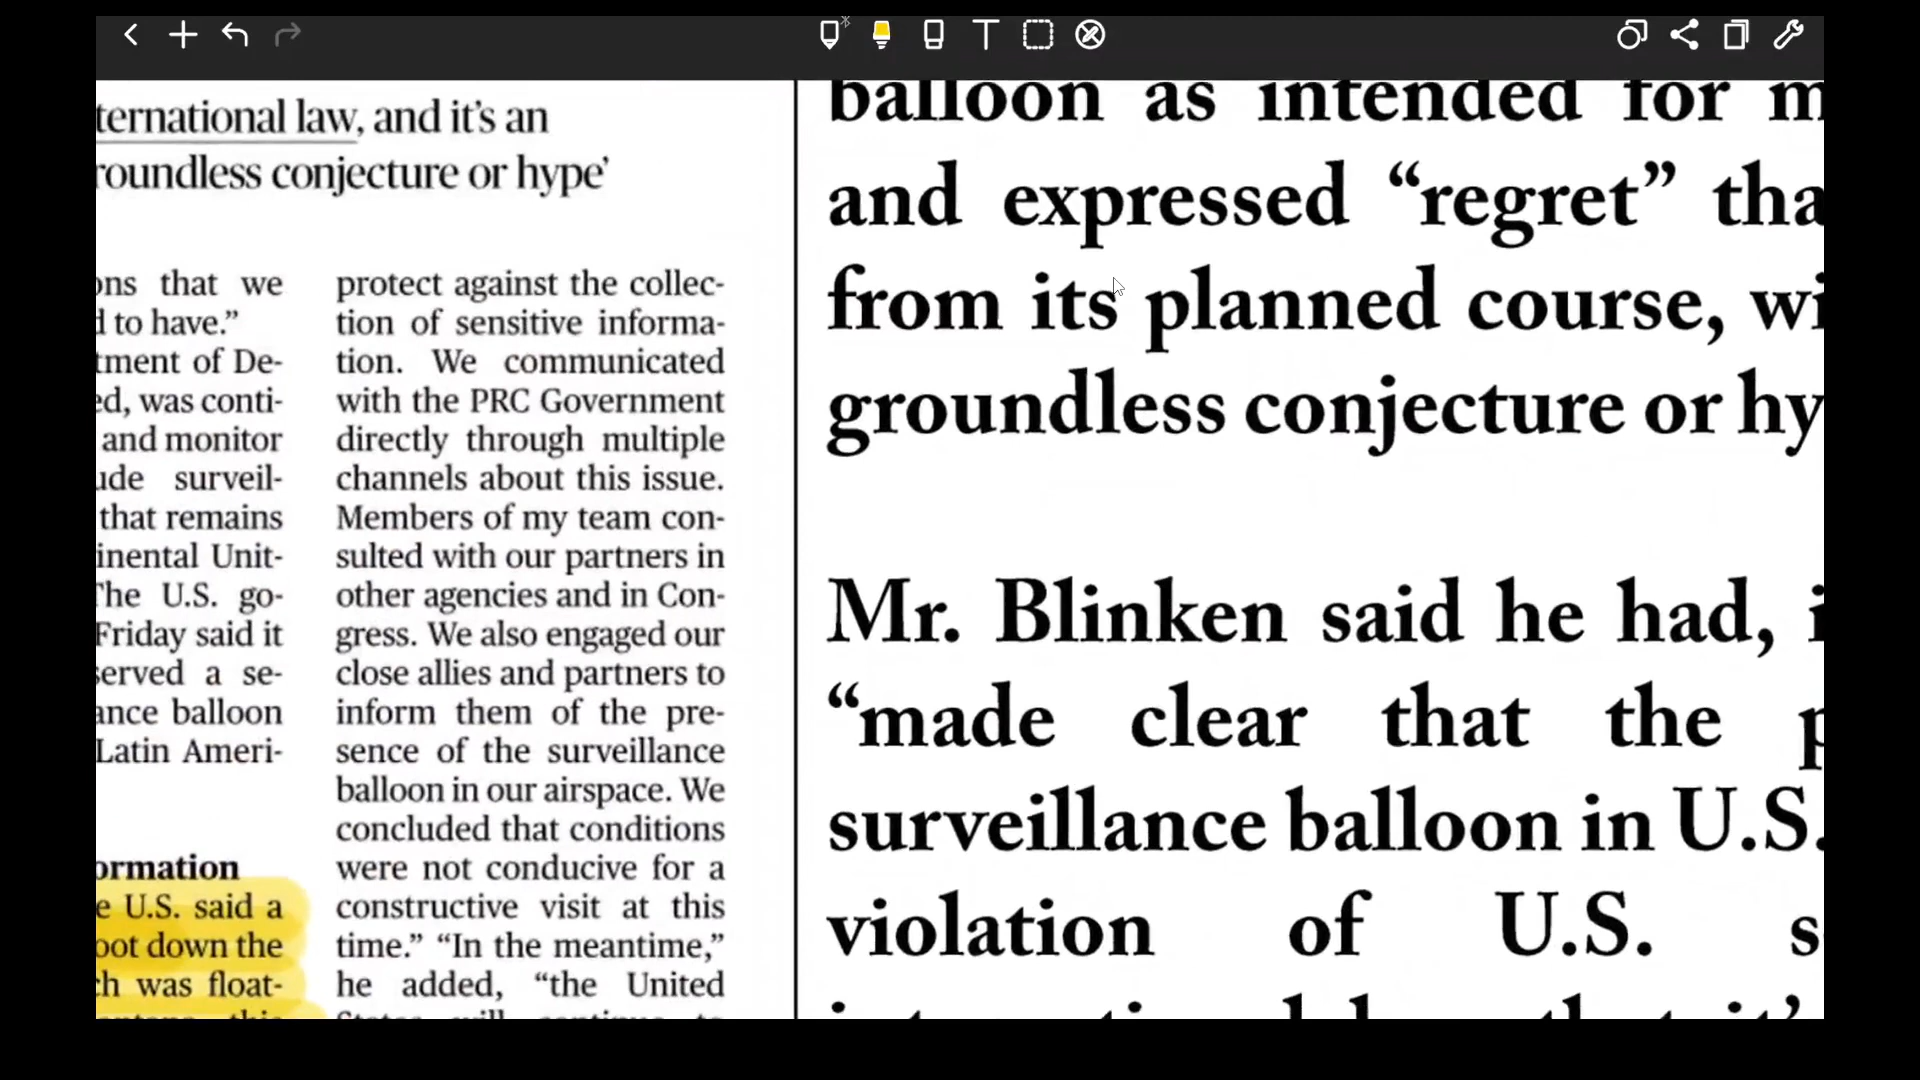 ternational law, and it's an
roundless conjecture or hype'
ons that we
d to have.”
tment of De-
ed, was conti-
and monitor
ude surveil-
that remains
inental Unit-
The U.S. go-
Friday said it
served a se-
ance balloon
Latin Ameri-
ormation
e U.S. said a
oot down the
ch was float-
protect against the collec-
tion of sensitive informa-
tion. We communicated
with the PRC Government
directly through multiple
channels about this issue.
Members of my team con-
sulted with our partners in
other agencies and in Con-
gress. We also engaged our
close allies and partners to
inform them of the pre-
sence of the surveillance
balloon in our airspace. We
concluded that conditions
were not conducive for a
constructive visit at this
time.” “In the meantime,”
he added, “the United
balloon as intended for m
and expressed “regret” tha
from its planned course, wi
groundless conjecture or hy
Mr. Blinken said he had, i
“made clear that the p
surveillance balloon in U.S.
violation of U.S. s